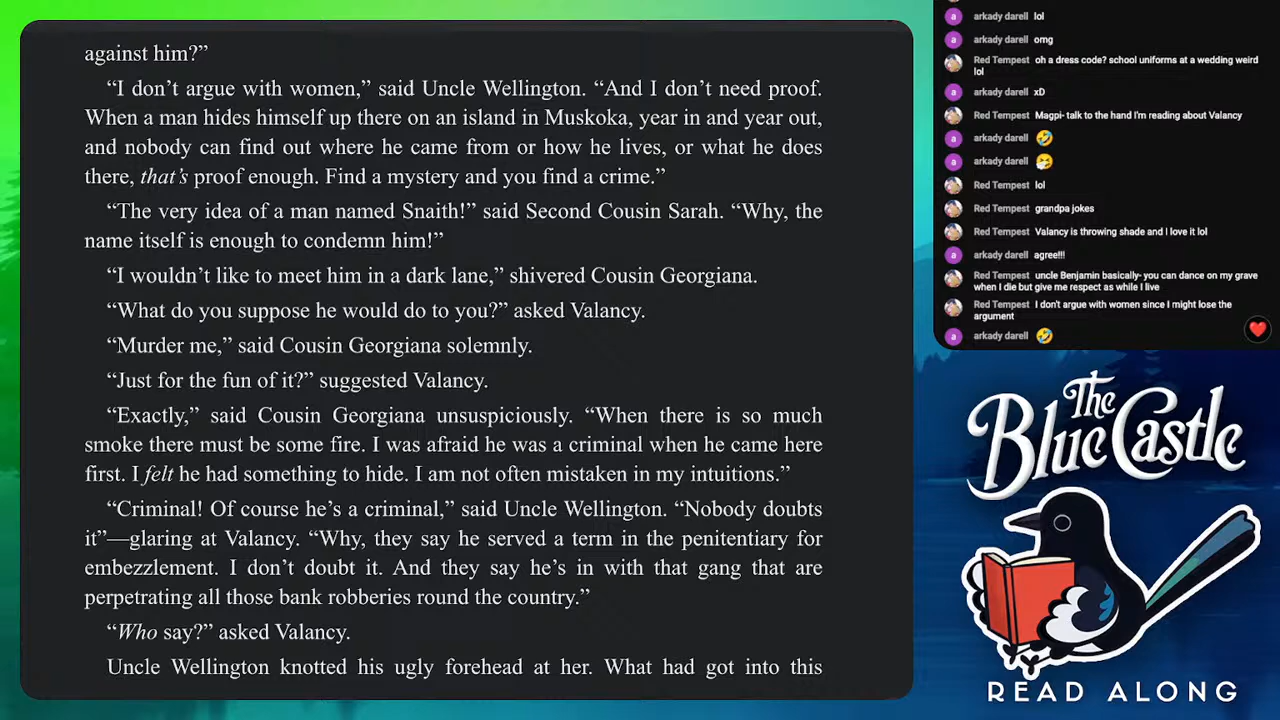 against him?”
“I don’t argue with women,” said Uncle Wellington. “And I don’t need proof.
When a man hides himself up there on an island in Muskoka, year in and year out,
and nobody can find out where he came from or how he lives, or what he does
there, that’s proof enough. Find a mystery and you find a crime.”
“The very idea of a man named Snaith!” said Second Cousin Sarah. “Why, the
name itself is enough to condemn him!”
“I wouldn’t like to meet him in a dark lane,” shivered Cousin Georgiana.
“What do you suppose he would do to you?” asked Valancy.
“Murder me,” said Cousin Georgiana solemnly.
“Just for the fun of it?” suggested Valancy.
“Exactly,” said Cousin Georgiana unsuspiciously. “When there is so much
smoke there must be some fire. I was afraid he was a criminal when he came here
first. I felt he had something to hide. I am not often mistaken in my intuitions.”
“Criminal! Of course he’s a criminal,” said Uncle Wellington. “Nobody doubts
it”—glaring at Valancy. “Why, they say he served a term in the penitentiary for
embezzlement. I don’t doubt it. And they say he’s in with that gang that are
perpetrating all those bank robberies round the country.”
“Who say?” asked Valancy.
Uncle Wellington knotted his ugly forehead at her. What had got into this
a arkady darell lol
a arkady darell omg
Red Tempest oh a dress code? school uniforms at a wedding weird
lol
a arkady darell xD
Red Tempest Magpi- talk to the hand I'm reading about Valancy
a arkady darell 🤣
a arkady darell 🤧
Red Tempest lol
Red Tempest grandpa jokes
Red Tempest Valancy is throwing shade and I love it lol
a arkady darell agree!!!
Red Tempest uncle Benjamin basically- you can dance on my grave
when I die but give me respect as while I live
Red Tempest I don't argue with women since I might lose the
argument
a arkady darell 🤣
The
Blue Castle
READ ALONG